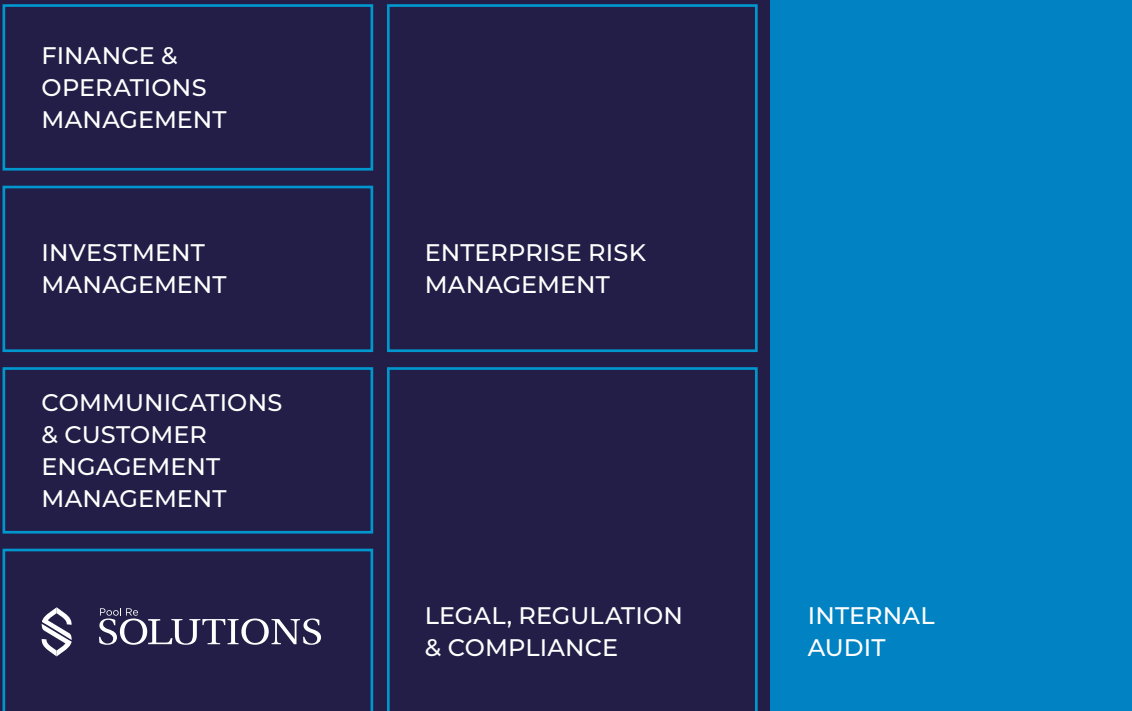 FINANCE &
OPERATIONS
MANAGEMENT
INVESTMENT
MANAGEMENT
COMMUNICATIONS
& CUSTOMER
ENGAGEMENT
MANAGEMENT
Pool Re
SOLUTIONS
ENTERPRISE RISK
MANAGEMENT
LEGAL, REGULATION
& COMPLIANCE
INTERNAL
AUDIT